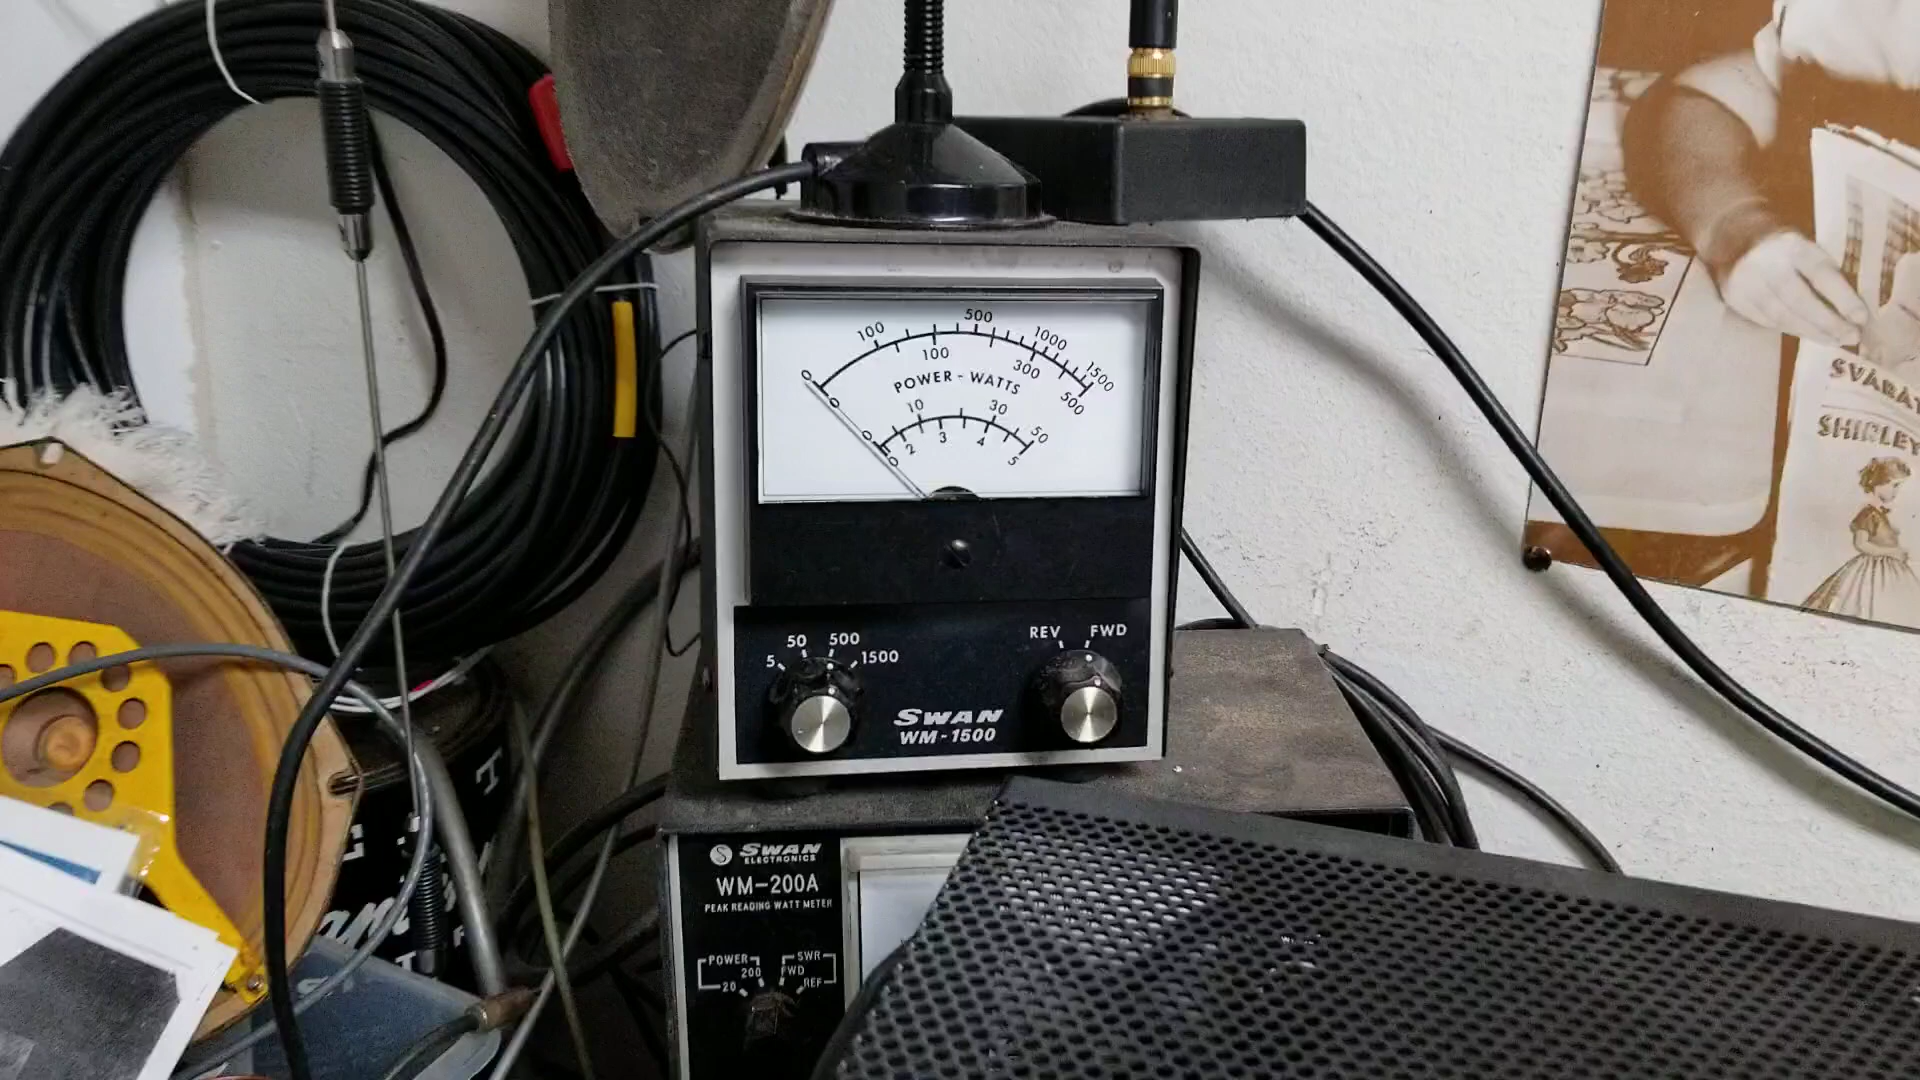 100 500 1000 1500
0 100 300 500
0
POWER - WATTS
0 10 30 50
0 2 3 4 5
5 50 500 1500
REV FWD
SWAN
WM-1500
SWAN
ELECTRONICS
WM-200A
PEAK READING WATT METER
POWER SWR
200 FWD
20 REF
SVÁBA
SHIRLEY
T